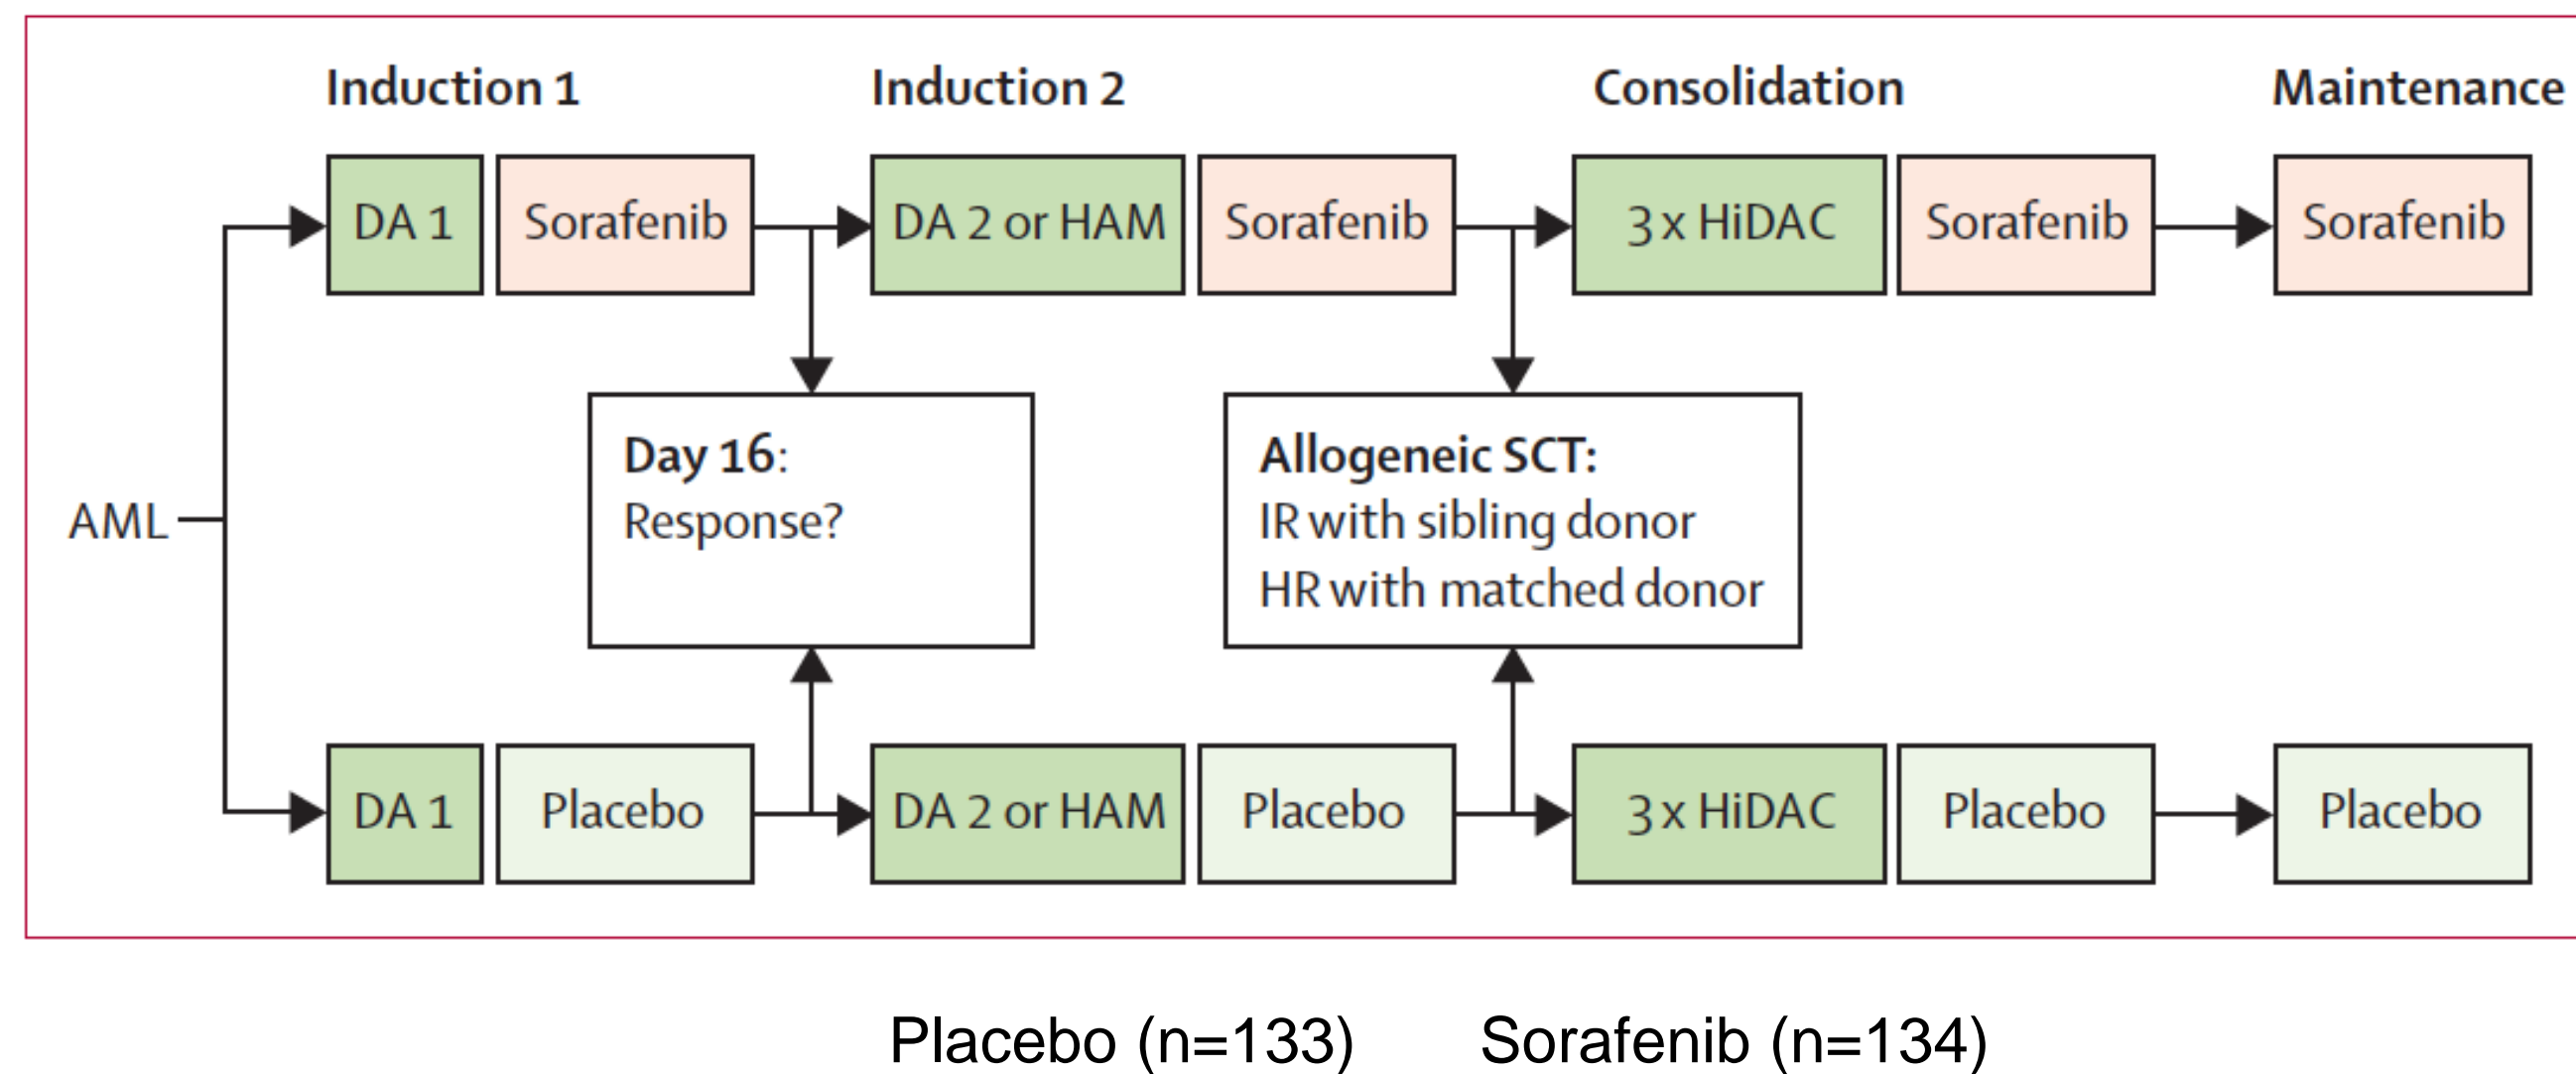 Induction 1 Induction 2 Consolidation Maintenance
DA 1 Sorafenib DA 2 or HAM Sorafenib 3 x HiDAC Sorafenib Sorafenib
Day 16:
Response?
Allogeneic SCT:
IR with sibling donor
HR with matched donor
AML
DA 1 Placebo DA 2 or HAM Placebo 3 x HiDAC Placebo Placebo
Placebo (n=133) Sorafenib (n=134)